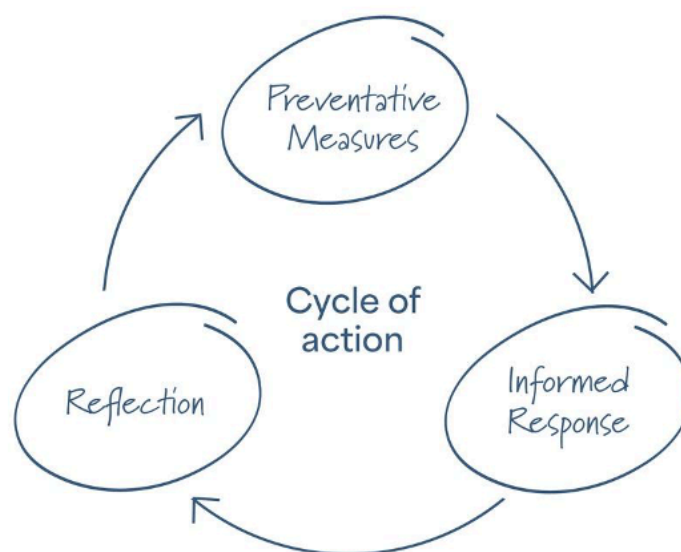 Preventative
Measures
Cycle of
action
Informed
Response
Reflection